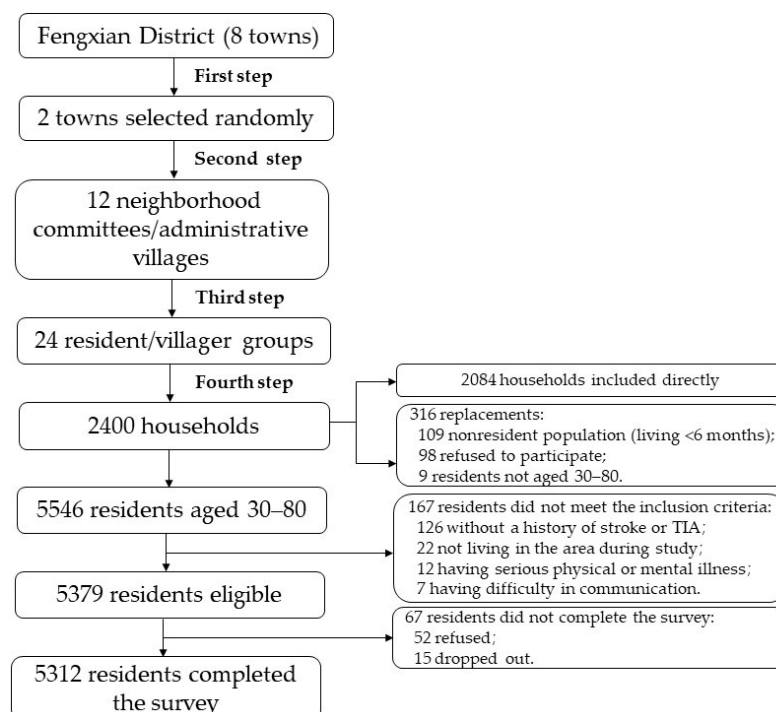 Fengxian District (8 towns)
First step
2 towns selected randomly
Second step
12 neighborhood
committees/administrative
villages
Third step
24 resident/villager groups
Fourth step
2400 households
2084 households included directly
316 replacements:
109 nonresident population (living <6 months);
98 refused to participate;
9 residents not aged 30–80.
5546 residents aged 30–80
167 residents did not meet the inclusion criteria:
126 without a history of stroke or TIA;
22 not living in the area during study;
12 having serious physical or mental illness;
7 having difficulty in communication.
5379 residents eligible
67 residents did not complete the survey:
52 refused;
15 dropped out.
5312 residents completed
the survey